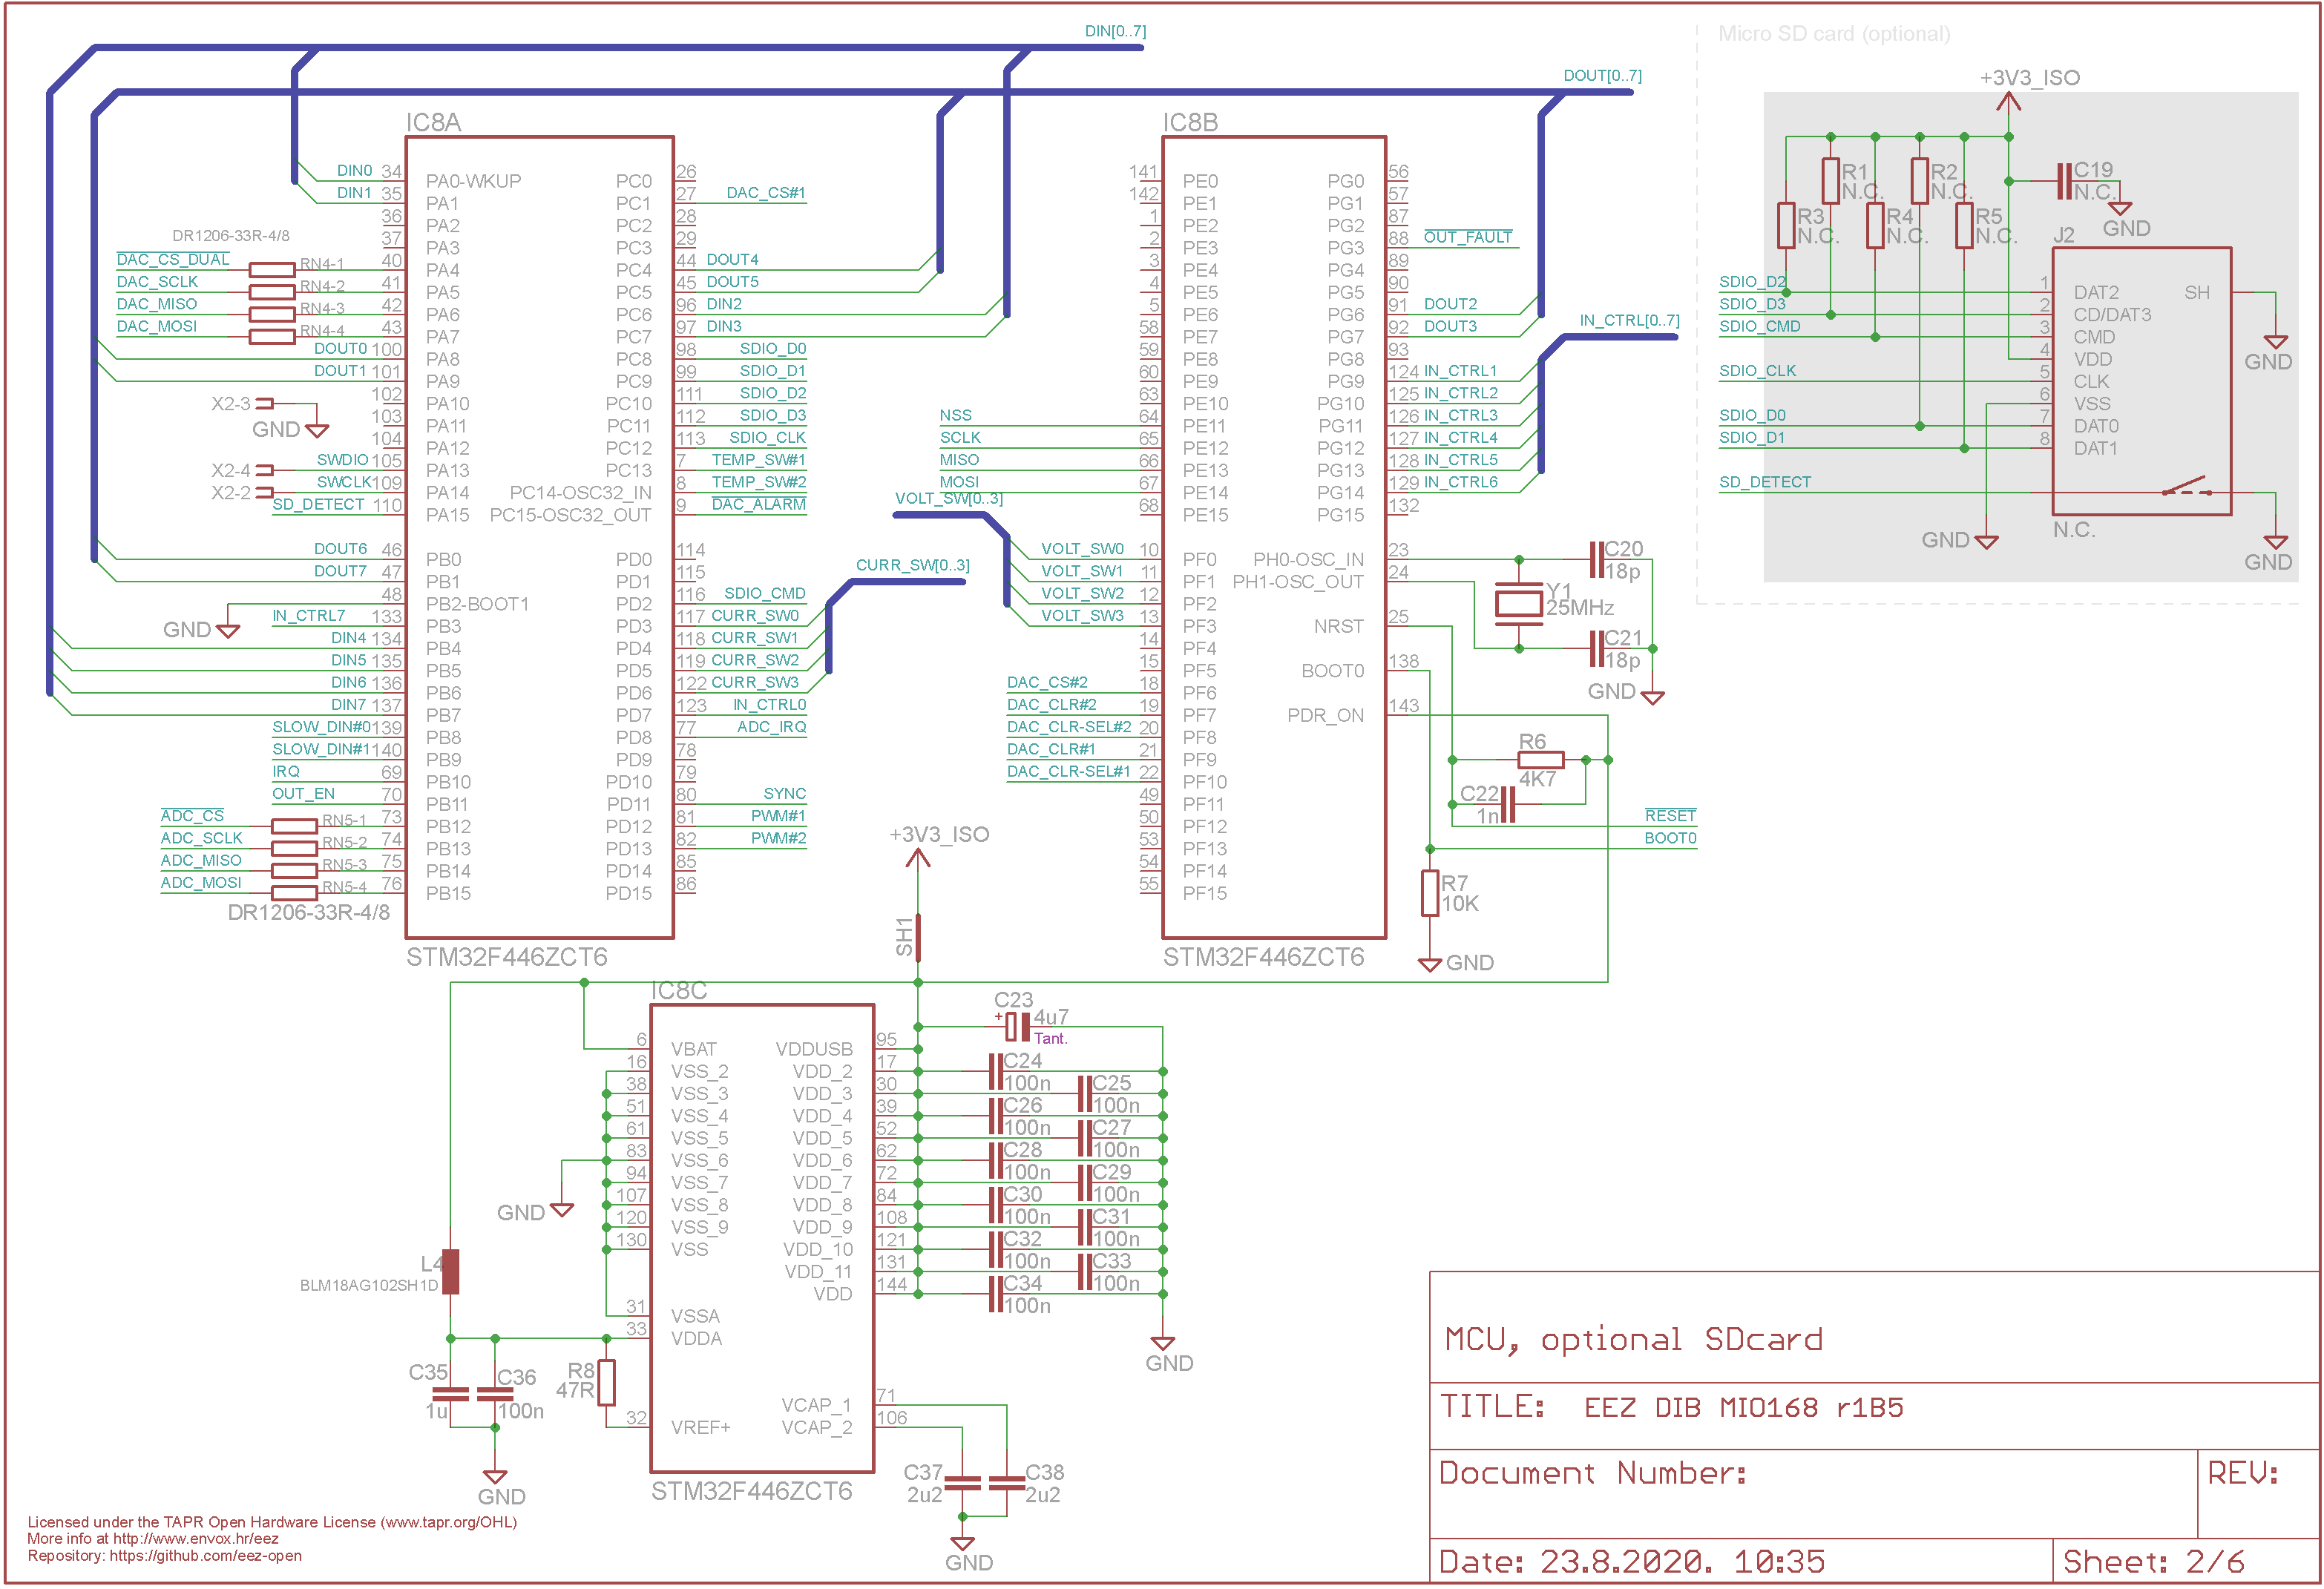 DIN[0..7]
DOUT[0..7]
Micro SD card (optional)
+3V3_ISO
IC8A
DIN0 34 PA0-WKUP
DIN1 35 PA1
36 PA2
37 PA3
DR1206-33R-4/8
DAC_CS_DUAL RN4-1 40 PA4
DAC_SCLK RN4-2 41 PA5
DAC_MISO RN4-3 42 PA6
DAC_MOSI RN4-4 43 PA7
DOUT0 100 PA8
DOUT1 101 PA9
X2-3 102 PA10
GND 103 PA11
104 PA12
X2-4 SWDIO 105 PA13
X2-2 SWCLK 109 PA14
SD_DETECT 110 PA15
DOUT6 46 PB0
DOUT7 47 PB1
48 PB2-BOOT1
GND
IN_CTRL7 133 PB3
DIN4 134 PB4
DIN5 135 PB5
DIN6 136 PB6
DIN7 137 PB7
SLOW_DIN#0 139 PB8
SLOW_DIN#1 140 PB9
IRQ 69 PB10
OUT_EN 70 PB11
ADC_CS RN5-1 73 PB12
ADC_SCLK RN5-2 74 PB13
ADC_MISO RN5-3 75 PB14
ADC_MOSI RN5-4 76 PB15
DR1206-33R-4/8
PC0 26
PC1 27 DAC_CS#1
PC2 28
PC3 29
PC4 44 DOUT4
PC5 45 DOUT5
PC6 96 DIN2
PC7 97 DIN3
PC8 98 SDIO_D0
PC9 99 SDIO_D1
PC10 111 SDIO_D2
PC11 112 SDIO_D3
PC12 113 SDIO_CLK
PC13 7 TEMP_SW#1
PC14-OSC32_IN 8 TEMP_SW#2
PC15-OSC32_OUT 9 DAC_ALARM
PD0 114
PD1 115
PD2 116 SDIO_CMD
PD3 117 CURR_SW0
PD4 118 CURR_SW1
PD5 119 CURR_SW2
PD6 122 CURR_SW3
PD7 123 IN_CTRL0
PD8 77 ADC_IRQ
PD9 78
PD10 79
PD11 80 SYNC
PD12 81 PWM#1
PD13 82 PWM#2
PD14 85
PD15 86
STM32F446ZCT6
CURR_SW[0..3]
VOLT_SW[0..3]
IC8B
141 PE0
142 PE1
1 PE2
2 PE3
3 PE4
4 PE5
5 PE6
58 PE7
59 PE8
60 PE9
63 PE10
NSS 64 PE11
SCLK 65 PE12
MISO 66 PE13
MOSI 67 PE14
68 PE15
VOLT_SW0 10 PF0
VOLT_SW1 11 PF1
VOLT_SW2 12 PF2
VOLT_SW3 13 PF3
14 PF4
15 PF5
DAC_CS#2 18 PF6
DAC_CLR#2 19 PF7
DAC_CLR-SEL#2 20 PF8
DAC_CLR#1 21 PF9
DAC_CLR-SEL#1 22 PF10
49 PF11
50 PF12
53 PF13
54 PF14
55 PF15
PG0 56
PG1 57
PG2 87
PG3 88 OUT_FAULT
PG4 89
PG5 90
PG6 91 DOUT2
PG7 92 DOUT3
PG8 93
PG9 124 IN_CTRL1
PG10 125 IN_CTRL2
PG11 126 IN_CTRL3
PG12 127 IN_CTRL4
PG13 128 IN_CTRL5
PG14 129 IN_CTRL6
PG15 132
IN_CTRL[0..7]
PH0-OSC_IN 23
PH1-OSC_OUT 24
NRST 25
BOOT0 138
PDR_ON 143
STM32F446ZCT6
C20
18p
Y1
25MHz
C21
18p
GND
R6
4K7
C22
1n
RESET
BOOT0
R7
10K
GND
R1
N.C.
R2
N.C.
R3
N.C.
R4
N.C.
R5
N.C.
C19
N.C.
GND
J2
SDIO_D2 1 DAT2
SDIO_D3 2 CD/DAT3
SDIO_CMD 3 CMD
4 VDD
SDIO_CLK 5 CLK
6 VSS
SDIO_D0 7 DAT0
SDIO_D1 8 DAT1
SH
GND
SD_DETECT
GND
N.C.
GND
+3V3_ISO
SH1
IC8C
6 VBAT
16 VSS_2
38 VSS_3
51 VSS_4
61 VSS_5
83 VSS_6
94 VSS_7
107 VSS_8
120 VSS_9
130 VSS
GND
31 VSSA
33 VDDA
32 VREF+
VDDUSB 95
VDD_2 17
VDD_3 30
VDD_4 39
VDD_5 52
VDD_6 62
VDD_7 72
VDD_8 84
VDD_9 108
VDD_10 121
VDD_11 131
VDD 144
VCAP_1 71
VCAP_2 106
STM32F446ZCT6
C23
+ 4u7
Tant.
C24
100n
C25
100n
C26
100n
C27
100n
C28
100n
C29
100n
C30
100n
C31
100n
C32
100n
C33
100n
C34
100n
GND
L4
BLM18AG102SH1D
C35
1u
C36
100n
R8
47R
GND
C37
2u2
C38
2u2
GND
MCU, optional SDcard
TITLE: EEZ DIB MIO168 r1B5
Document Number:
REV:
Date: 23.8.2020. 10:35
Sheet: 2/6
Licensed under the TAPR Open Hardware License (www.tapr.org/OHL)
More info at http://www.envox.hr/eez
Repository: https://github.com/eez-open